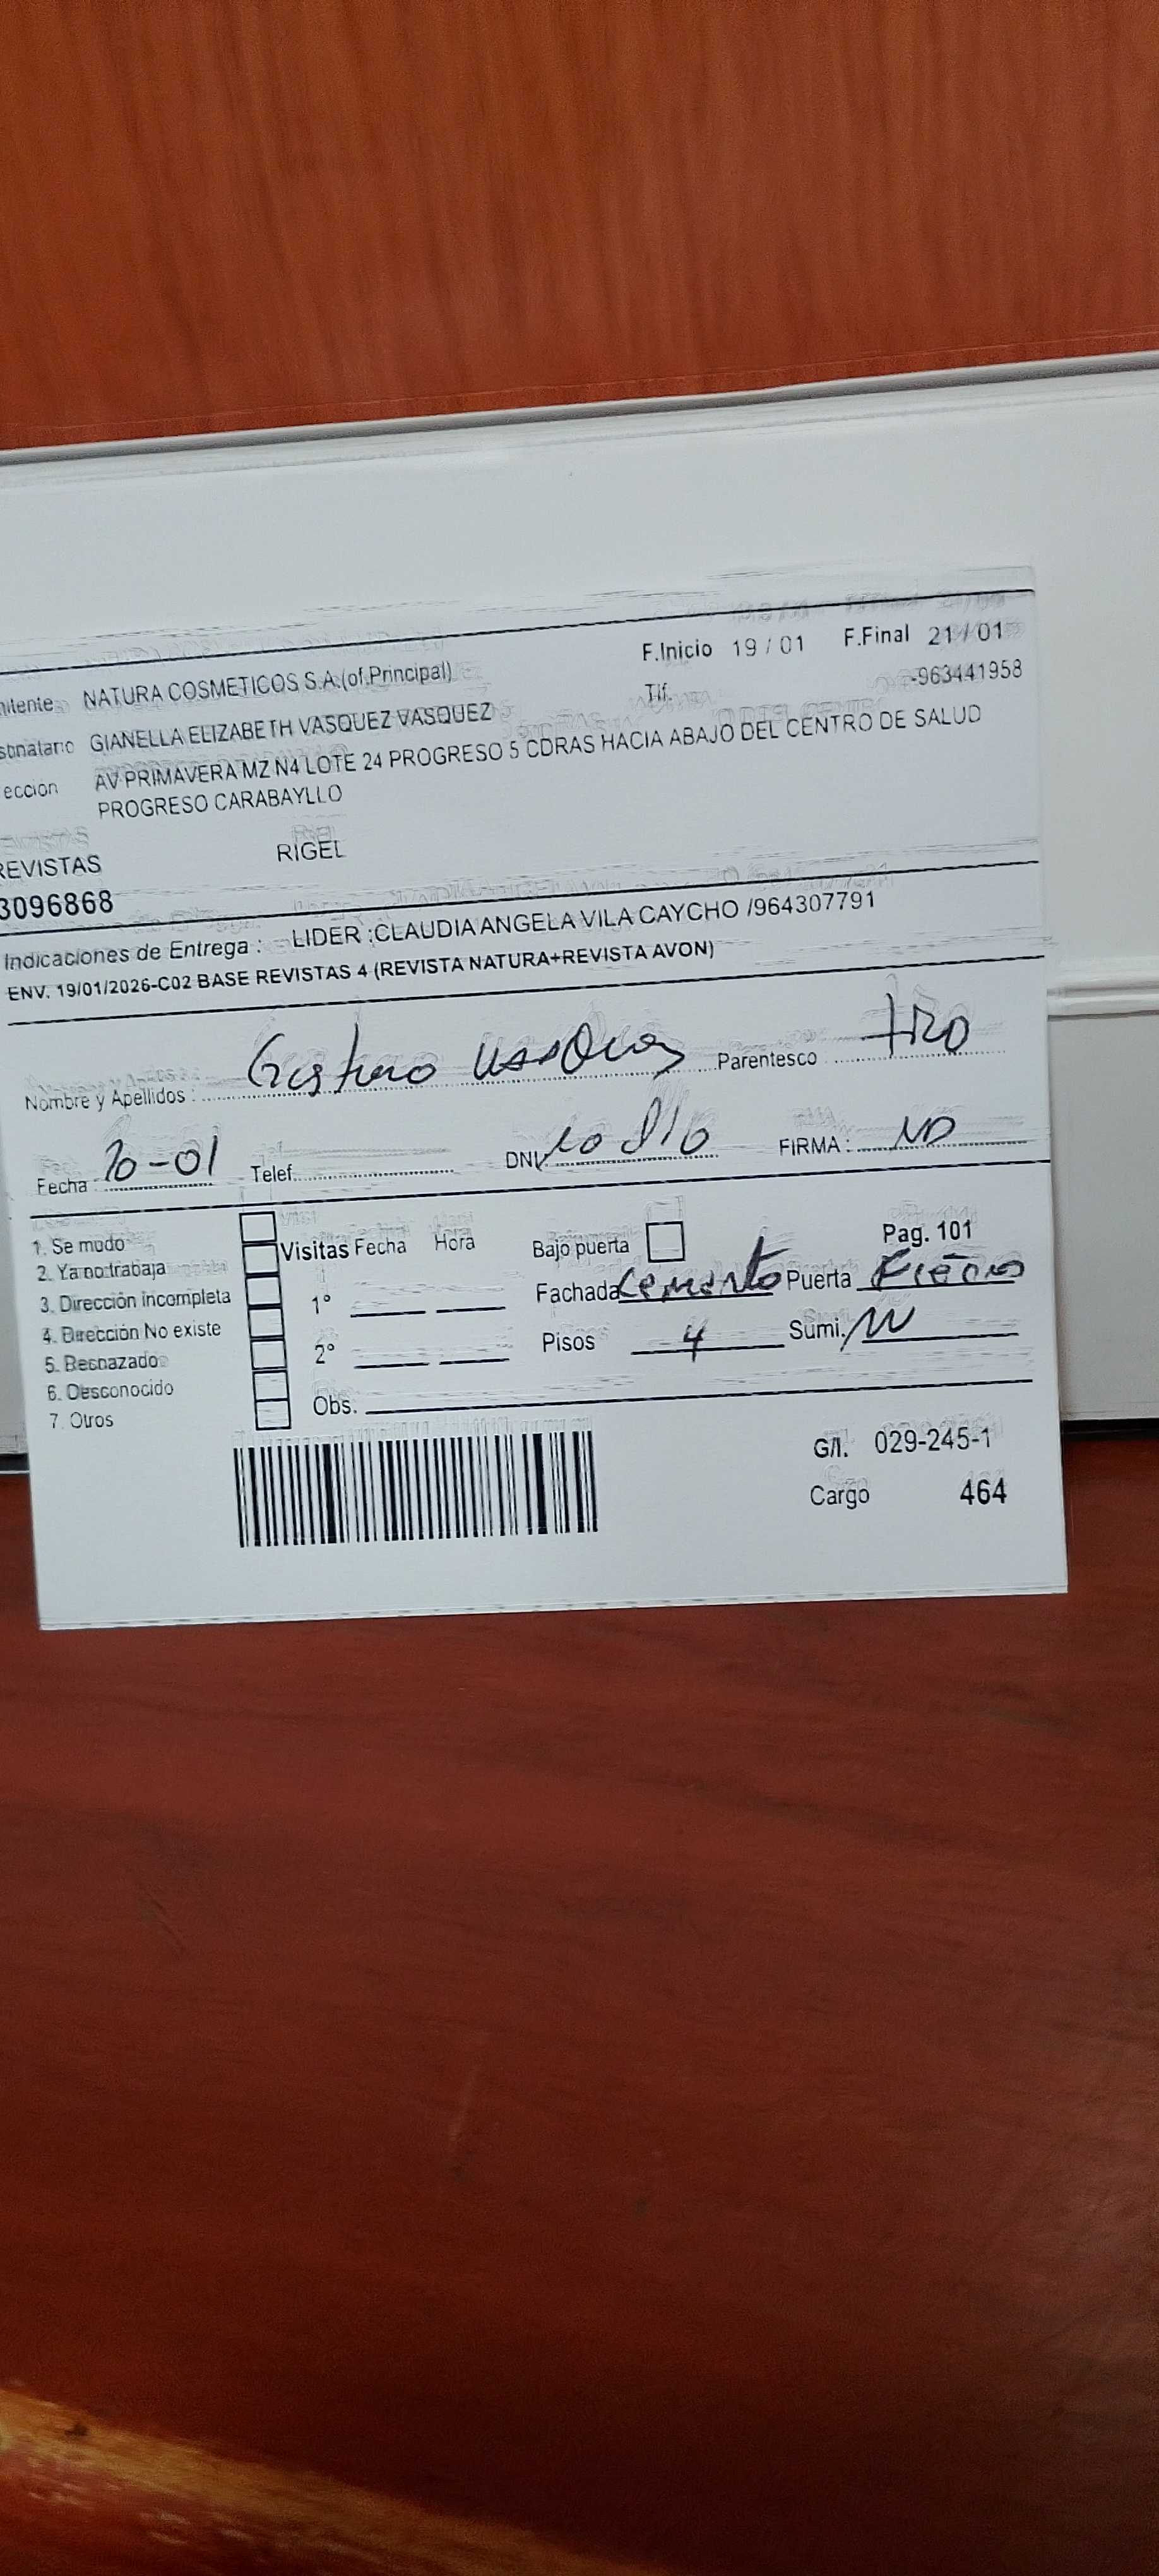 F.Inicio 19 / 01 F.Final 21 / 01
mitente NATURA COSMETICOS S.A.(of.Principal) Tlf. -963441958
stinatario GIANELLA ELIZABETH VASQUEZ VASQUEZ
ección AV PRIMAVERA MZ N4 LOTE 24 PROGRESO 5 CDRAS HACIA ABAJO DEL CENTRO DE SALUD
PROGRESO CARABAYLLO
REVISTAS RIGEL
3096868
Indicaciones de Entrega : LIDER :CLAUDIA ANGELA VILA CAYCHO /964307791
ENV. 19/01/2026-C02 BASE REVISTAS 4 (REVISTA NATURA+REVISTA AVON)
Nombre y Apellidos : Parentesco
Fecha 20-01 Telef. DNI FIRMA :
1. Se mudo
2. Ya no trabaja
3. Dirección incompleta
4. Dirección No existe
5. Rechazado
6. Desconocido
7. Otros
Visitas Fecha Hora
1°
2°
Obs.
Bajo puerta Pag. 101
Fachada Cemento Puerta
Pisos 4 Sumi.
G/I. 029-245-1
Cargo 464